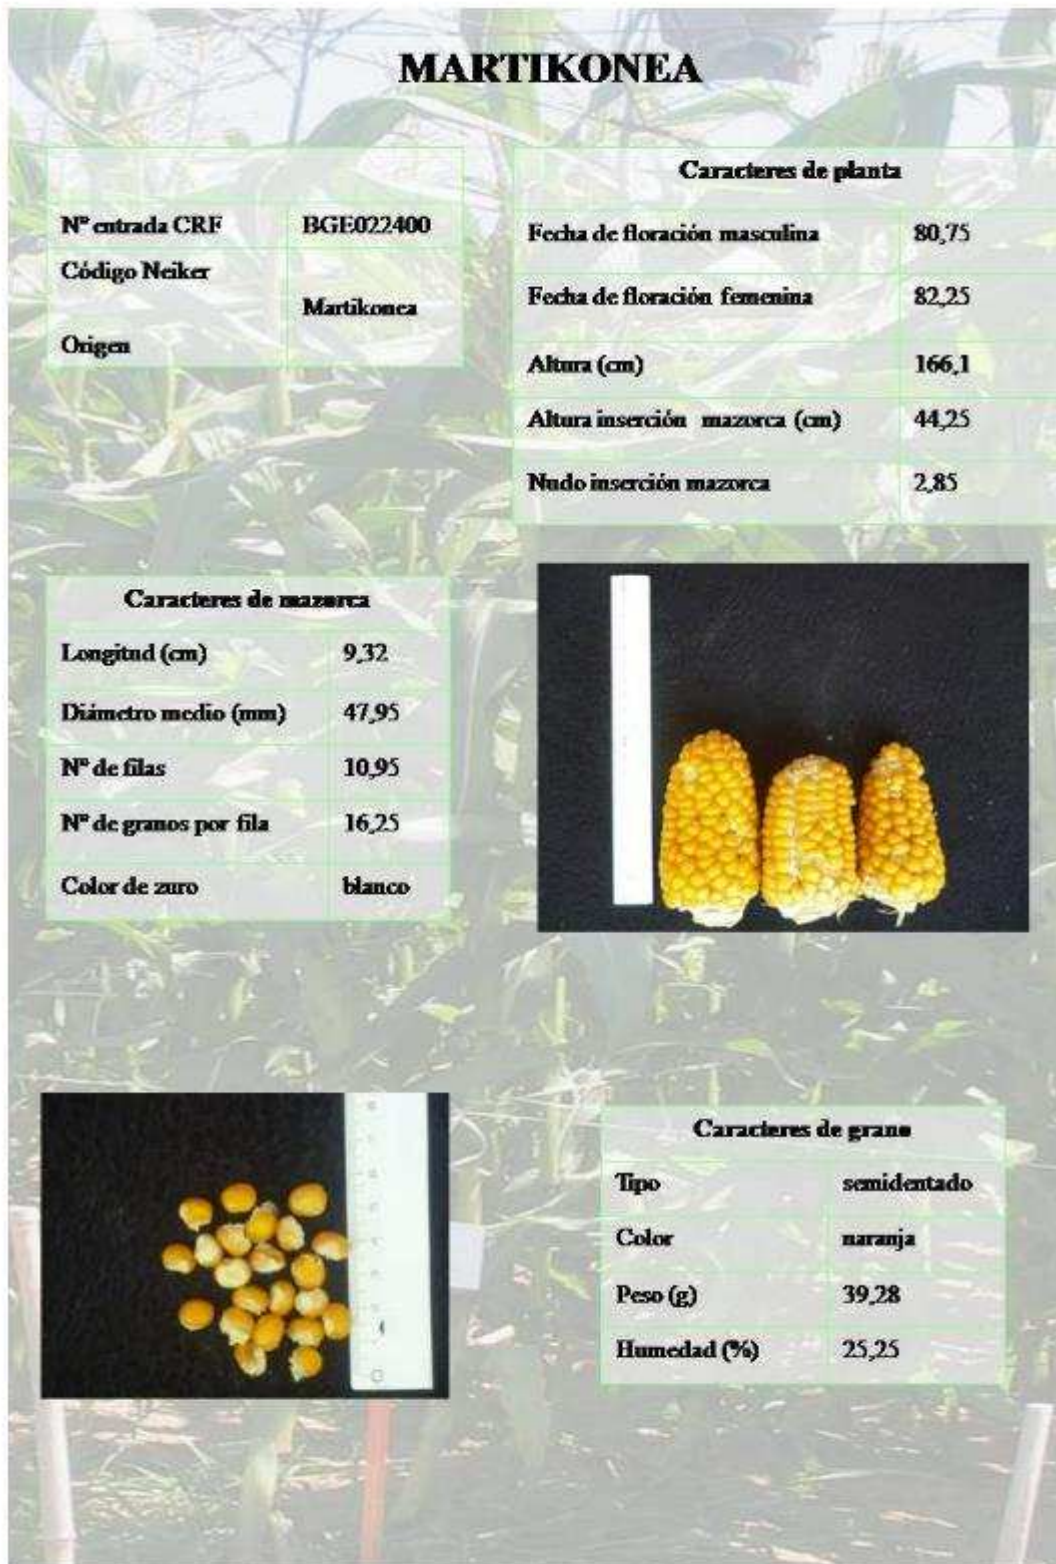 MARTIKONEA
Nº entrada CRF BGE022400
Código Neiker
Martikonea
Origen
Caracteres de planta
Fecha de floración masculina 80,75
Fecha de floración femenina 82,25
Altura (cm) 166,1
Altura inserción mazorca (cm) 44,25
Nudo inserción mazorca 2,85
Caracteres de mazorca
Longitud (cm) 9,32
Diámetro medio (mm) 47,95
Nº de filas 10,95
Nº de granos por fila 16,25
Color de zuro blanco
Caracteres de grano
Tipo semidentado
Color naranja
Peso (g) 39,28
Humedad (%) 25,25